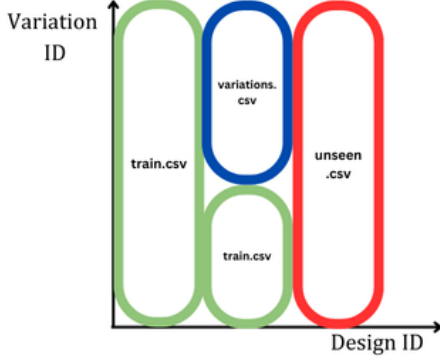 Variation
ID
variations.
csv
train.csv
unseen
.csv
train.csv
Design ID